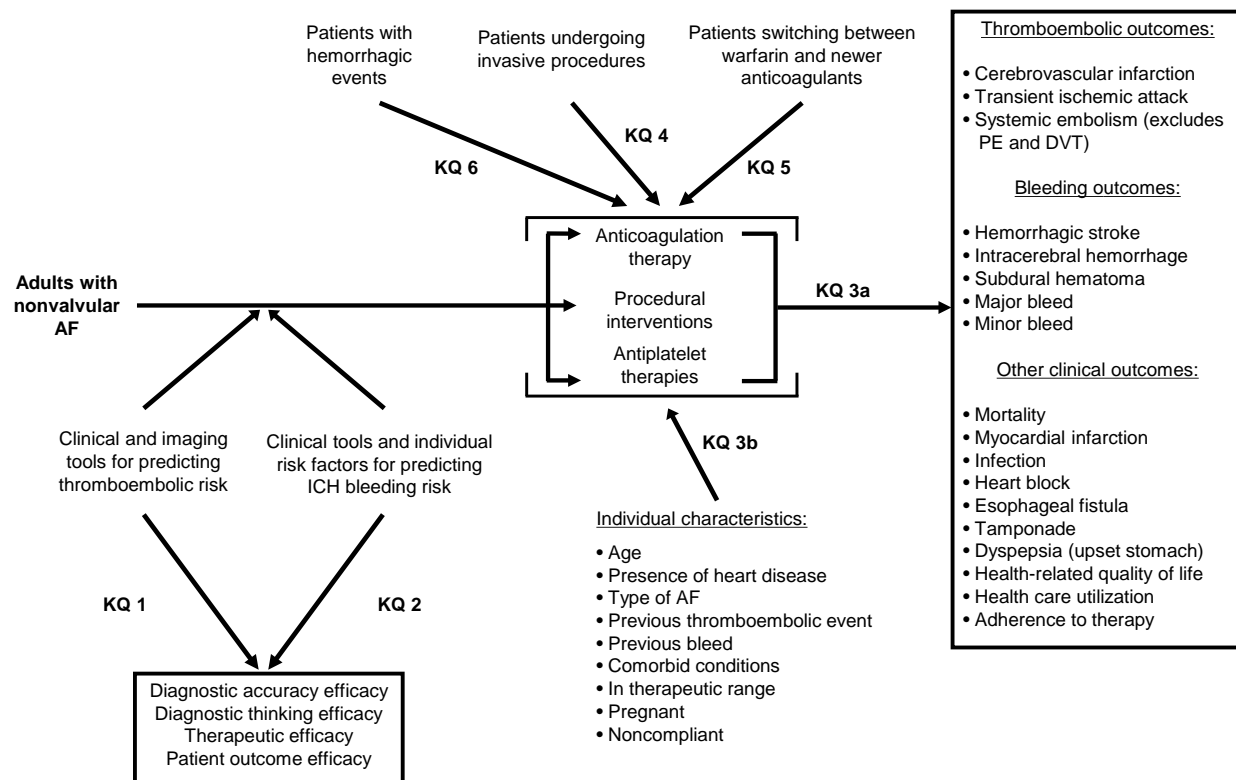 Patients with
hemorrhagic
events
Patients undergoing
invasive procedures
Patients switching between
warfarin and newer
anticoagulants
KQ 6
KQ 4
KQ 5
Adults with
nonvalvular
AF
Anticoagulation
therapy
Procedural
interventions
Antiplatelet
therapies
KQ 3a
Clinical and imaging
tools for predicting
thromboembolic risk
Clinical tools and individual
risk factors for predicting
ICH bleeding risk
KQ 3b
KQ 1
KQ 2
Diagnostic accuracy efficacy
Diagnostic thinking efficacy
Therapeutic efficacy
Patient outcome efficacy
Individual characteristics:
• Age
• Presence of heart disease
• Type of AF
• Previous thromboembolic event
• Previous bleed
• Comorbid conditions
• In therapeutic range
• Pregnant
• Noncompliant
Thromboembolic outcomes:
• Cerebrovascular infarction
• Transient ischemic attack
• Systemic embolism (excludes
PE and DVT)
Bleeding outcomes:
• Hemorrhagic stroke
• Intracerebral hemorrhage
• Subdural hematoma
• Major bleed
• Minor bleed
Other clinical outcomes:
• Mortality
• Myocardial infarction
• Infection
• Heart block
• Esophageal fistula
• Tamponade
• Dyspepsia (upset stomach)
• Health-related quality of life
• Health care utilization
• Adherence to therapy